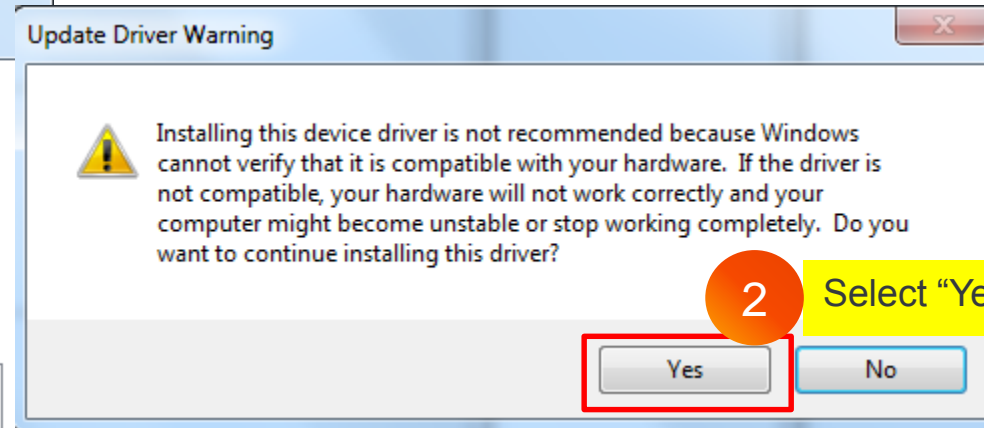 Update Driver Warning
Installing this device driver is not recommended because Windows
cannot verify that it is compatible with your hardware. If the driver is
not compatible, your hardware will not work correctly and your
computer might become unstable or stop working completely. Do you
want to continue installing this driver?
2
Select “Ye
Yes
No